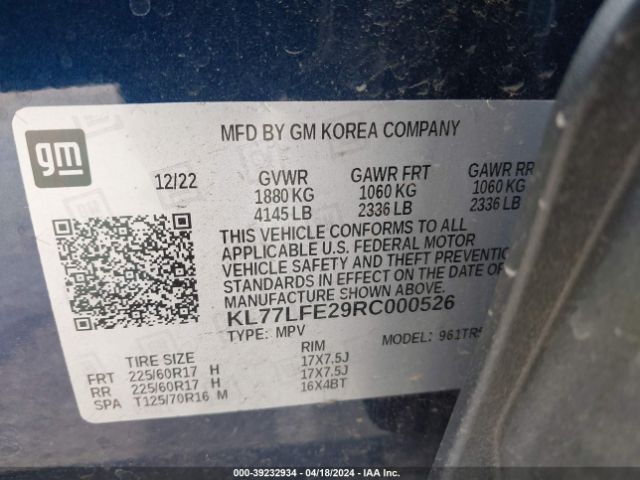 gm
MFD BY GM KOREA COMPANY
12/22 GVWR GAWR FRT GAWR RR
1880 KG 1060 KG 1060 KG
4145 LB 2336 LB 2336 LB
THIS VEHICLE CONFORMS TO ALL
APPLICABLE U.S. FEDERAL MOTOR
VEHICLE SAFETY AND THEFT PREVENTION
STANDARDS IN EFFECT ON THE DATE OF
MANUFACTURE SHOWN ABOVE.
KL77LFE29RC000526
TYPE: MPV MODEL: 961TR5
TIRE SIZE RIM
FRT 225/60R17 H 17X7.5J
RR 225/60R17 H 17X7.5J
SPA T125/70R16 M 16X4BT
000-39232934 - 04/18/2024 - IAA Inc.